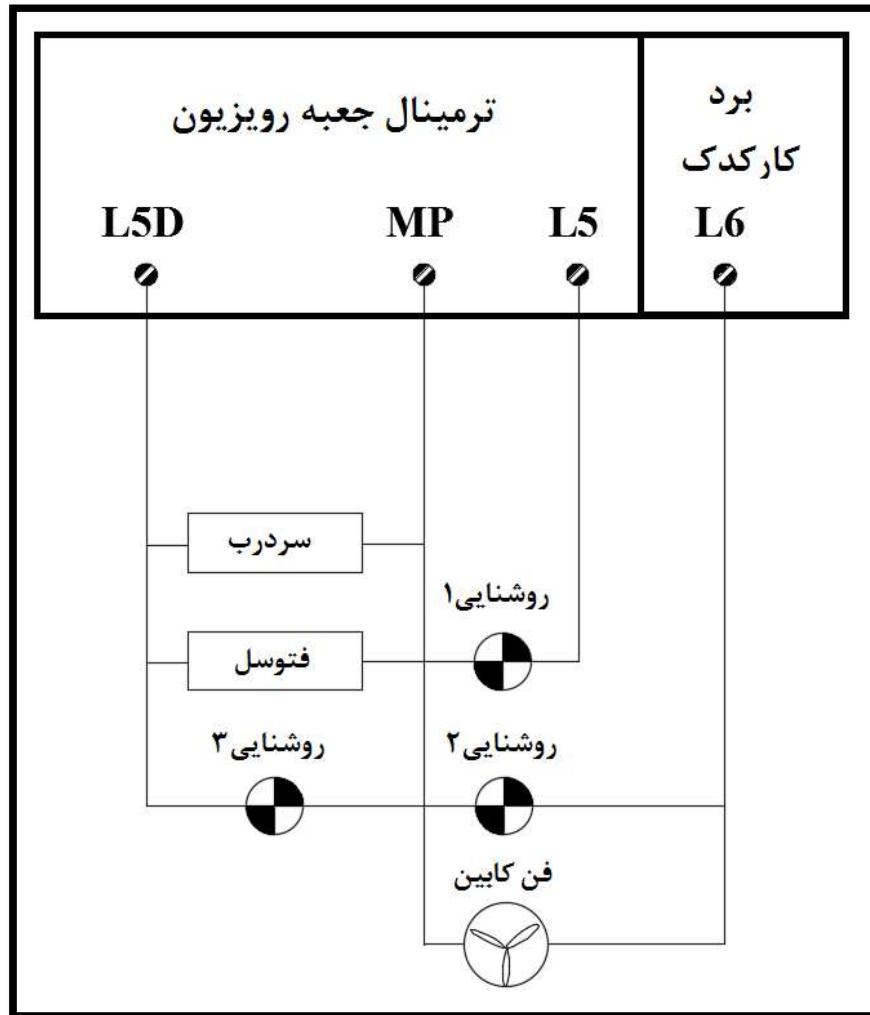 ترمینال جعبه رویزیون
برد
کارکدک
L5D
MP
L5
L6
سردرب
روشنایی۱
فتوسل
روشنایی۳
روشنایی۲
فن کابین